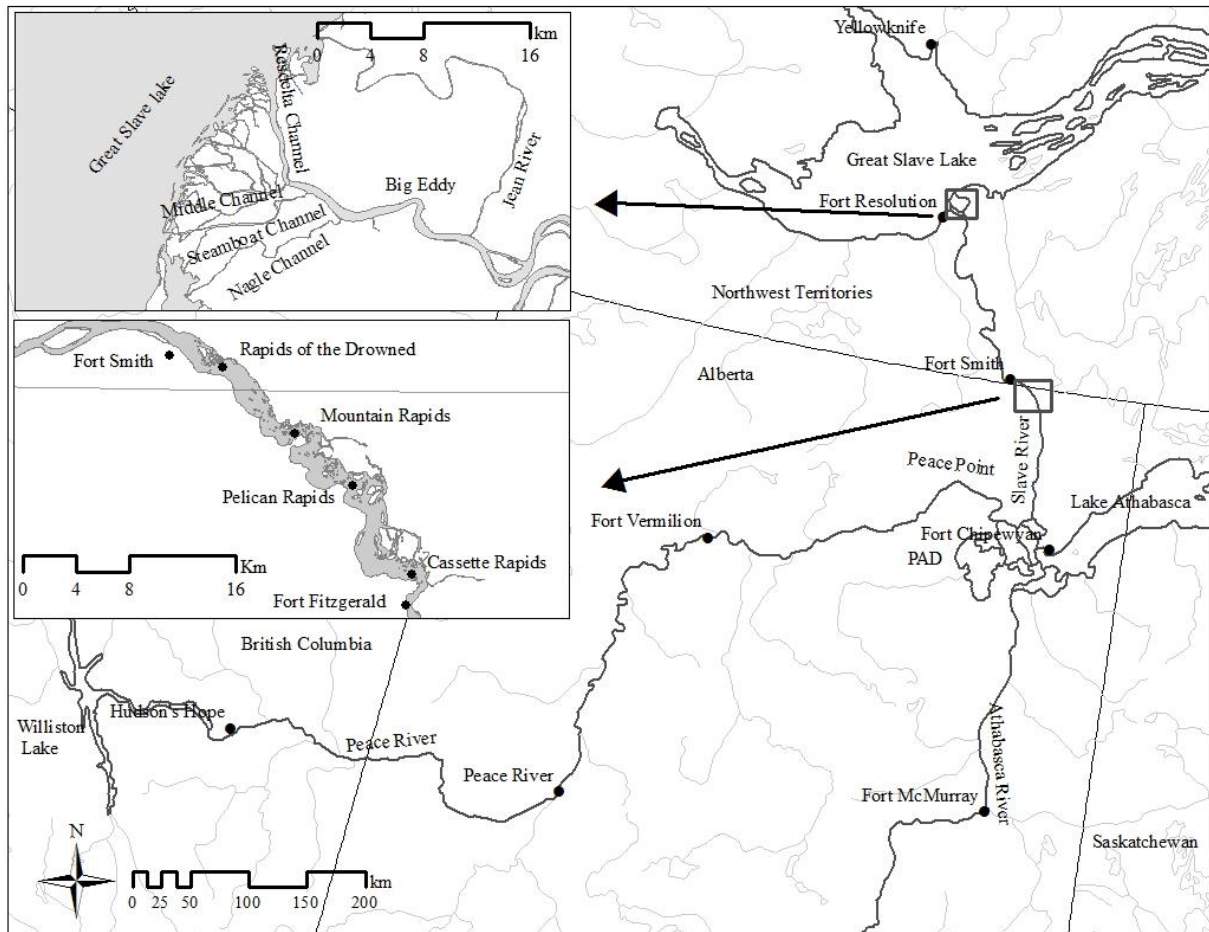 km
0 4 8 16
Great Slave lake
Resdelta Channel
Jean River
Big Eddy
Middle Channel
Steamboat Channel
Nagle Channel
Fort Smith
Rapids of the Drowned
Mountain Rapids
Pelican Rapids
Cassette Rapids
Fort Fitzgerald
Km
0 4 8 16
Yellowknife
Great Slave Lake
Fort Resolution
Northwest Territories
Fort Smith
Alberta
Slave River
Peace Point
Lake Athabasca
Fort Vermilion
Fort Chipewyan
PAD
British Columbia
Hudson's Hope
Williston
Lake
Peace River
Peace River
Athabasca River
Fort McMurray
Saskatchewan
N
km
0 25 50 100 150 200